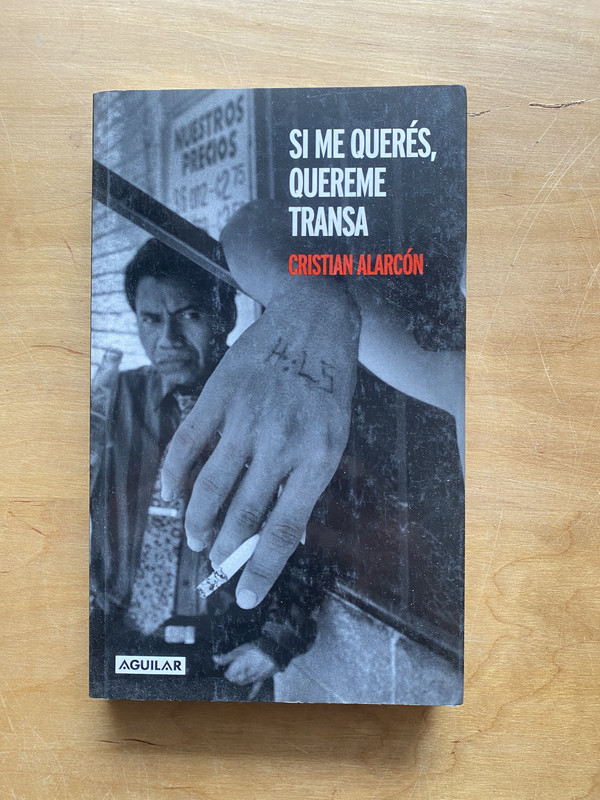 NUESTROS
PRECIOS
SI ME QUERÉS,
QUEREME
TRANSA
CRISTIAN ALARCÓN
AGUILAR